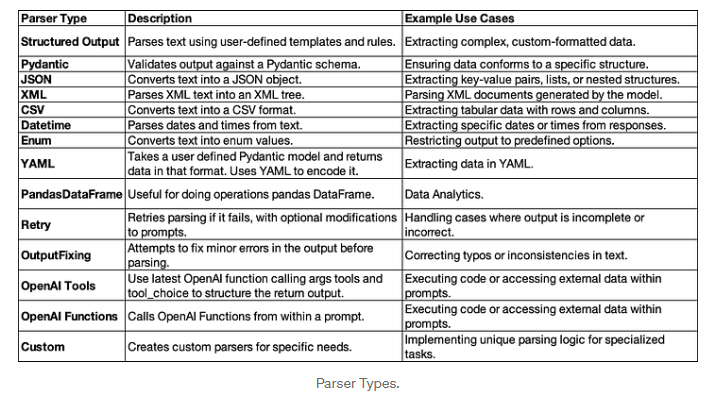 Parser Type Description Example Use Cases
Structured Output Parses text using user-defined templates and rules. Extracting complex, custom-formatted data.
Pydantic Validates output against a Pydantic schema. Ensuring data conforms to a specific structure.
JSON Converts text into a JSON object. Extracting key-value pairs, lists, or nested structures.
XML Parses XML text into an XML tree. Parsing XML documents generated by the model.
CSV Converts text into a CSV format. Extracting tabular data with rows and columns.
Datetime Parses dates and times from text. Extracting specific dates or times from responses.
Enum Converts text into enum values. Restricting output to predefined options.
YAML Takes a user defined Pydantic model and returns
data in that format. Uses YAML to encode it. Extracting data in YAML.
PandasDataFrame Useful for doing operations pandas DataFrame. Data Analytics.
Retry Retries parsing if it fails, with optional modifications
to prompts. Handling cases where output is incomplete or
incorrect.
OutputFixing Attempts to fix minor errors in the output before
parsing. Correcting typos or inconsistencies in text.
OpenAI Tools Use latest OpenAI function calling args tools and
tool_choice to structure the return output. Executing code or accessing external data within
prompts.
OpenAI Functions Calls OpenAI Functions from within a prompt. Executing code or accessing external data within
prompts.
Custom Creates custom parsers for specific needs. Implementing unique parsing logic for specialized
tasks.
Parser Types.